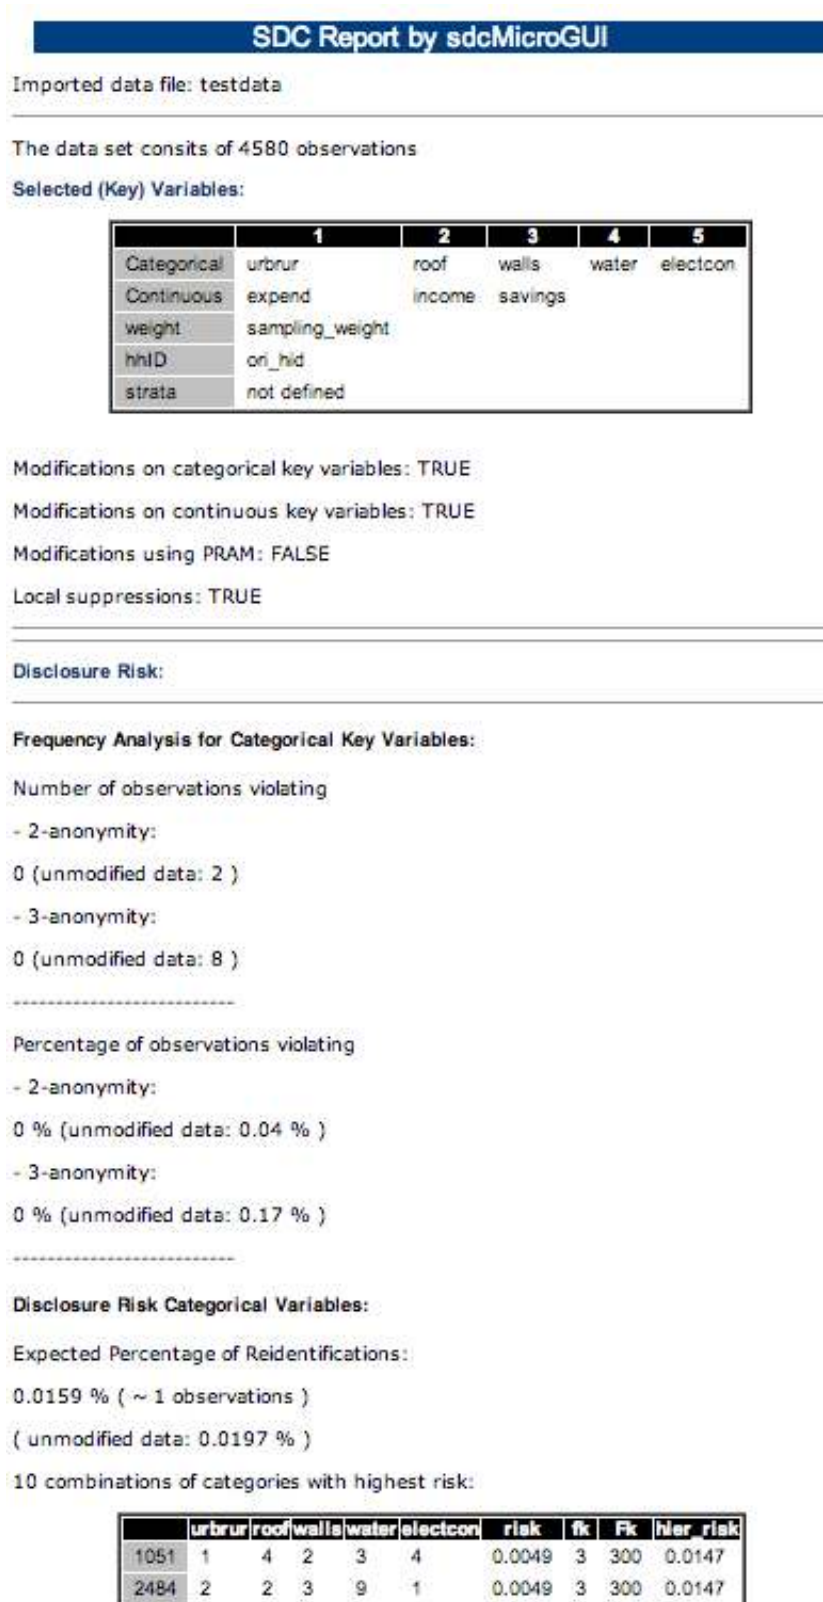 SDC Report by sdcMicroGUI
Imported data file: testdata
The data set consits of 4580 observations
Selected (Key) Variables:
1 2 3 4 5
Categorical urbrur roof walls water electcon
Continuous expend income savings
weight sampling_weight
hhID ori_hid
strata not defined
Modifications on categorical key variables: TRUE
Modifications on continuous key variables: TRUE
Modifications using PRAM: FALSE
Local suppressions: TRUE
Disclosure Risk:
Frequency Analysis for Categorical Key Variables:
Number of observations violating
- 2-anonymity:
0 (unmodified data: 2 )
- 3-anonymity:
0 (unmodified data: 8 )
---------------------------
Percentage of observations violating
- 2-anonymity:
0 % (unmodified data: 0.04 % )
- 3-anonymity:
0 % (unmodified data: 0.17 % )
---------------------------
Disclosure Risk Categorical Variables:
Expected Percentage of Reidentifications:
0.0159 % ( ~ 1 observations )
( unmodified data: 0.0197 % )
10 combinations of categories with highest risk:
urbrur roof walls water electcon risk fk Fk hier_risk
1051 1 4 2 3 4 0.0049 3 300 0.0147
2484 2 2 3 9 1 0.0049 3 300 0.0147